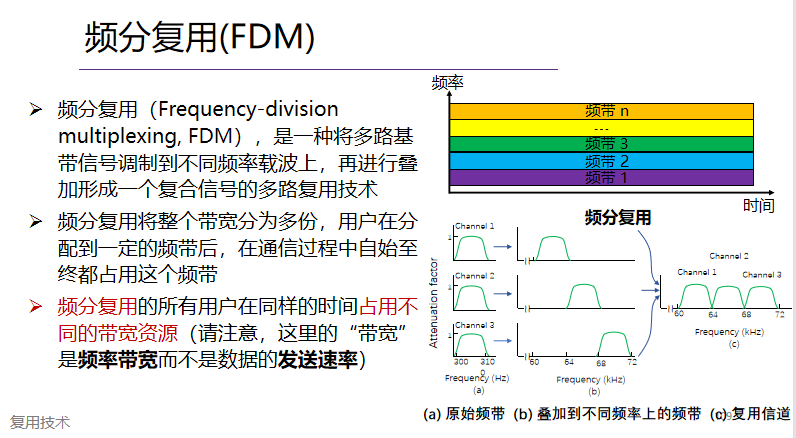 频分复用(FDM)
频分复用（Frequency-division
multiplexing, FDM），是一种将多路基
带信号调制到不同频率载波上，再进行叠
加形成一个复合信号的多路复用技术
频分复用将整个带宽分为多份，用户在分
配到一定的频带后，在通信过程中自始至
终都占用这个频带
频分复用的所有用户在同样的时间占用不
同的带宽资源（请注意，这里的“带宽”
是频率带宽而不是数据的发送速率）
频率
频带 n
---
频带 3
频带 2
频带 1
时间
频分复用
Attenuation factor
Channel 1
1
Channel 2
1
Channel 3
1
300 310
0
Frequency (Hz)
(a)
60 64 68 72
Frequency (kHz)
(b)
Channel 2
Channel 1 Channel 3
60 64 68 72
Frequency (kHz)
(c)
(a) 原始频带 (b) 叠加到不同频率上的频带 (c) 复用信道
复用技术